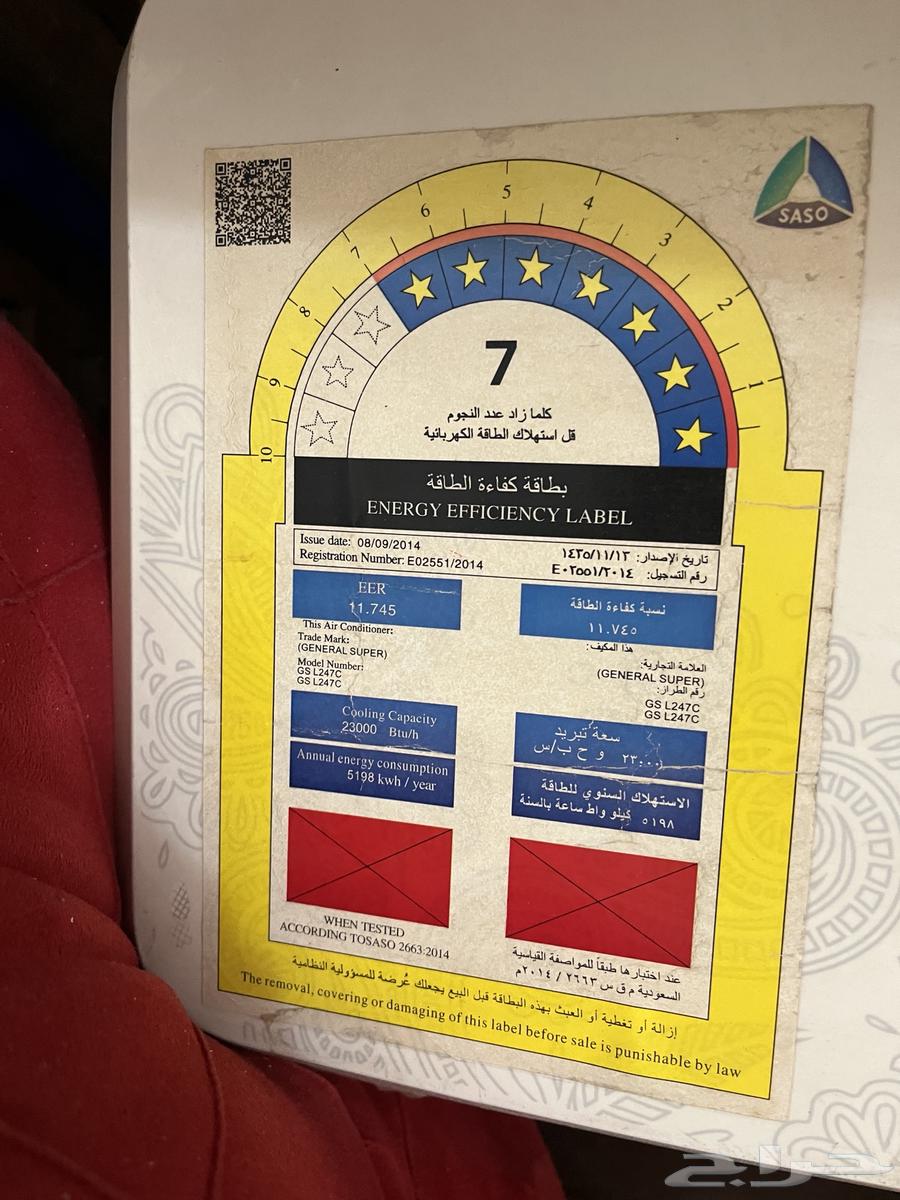 SASO
10
9
8
7
6
5
4
3
2
1
7
كلما زاد عدد النجوم
قل استهلاك الطاقة الكهربائية
بطاقة كفاءة الطاقة
ENERGY EFFICIENCY LABEL
Issue date: 08/09/2014
تاريخ الإصدار: ١٤٣٥/١١/١٣
Registration Number: E02551/2014
رقم التسجيل: E٠٢٥٥١/٢٠١٤
EER
11.745
نسبة كفاءة الطاقة
١١.٧٤٥
This Air Conditioner:
هذا المكيف:
Trade Mark:
(GENERAL SUPER)
العلامة التجارية:
(GENERAL SUPER)
Model Number:
GS L247C
GS L247C
رقم الطراز:
GS L247C
GS L247C
Cooling Capacity
23000 Btu/h
سعة تبريد
٢٣٠٠٠ و ح ب/س
Annual energy consumption
5198 kwh / year
الاستهلاك السنوي للطاقة
٥١٩٨ كيلو واط ساعة بالسنة
WHEN TESTED
ACCORDING TOSASO 2663:2014
عند اختبارها طبقاً للمواصفة القياسية
السعودية م ق س ٢٦٦٣ / ٢٠١٤م
إزالة أو تغطية أو العبث بهذه البطاقة قبل البيع يجعلك عُرضة للمسؤولية النظامية
The removal, covering or damaging of this label before sale is punishable by law
حراج